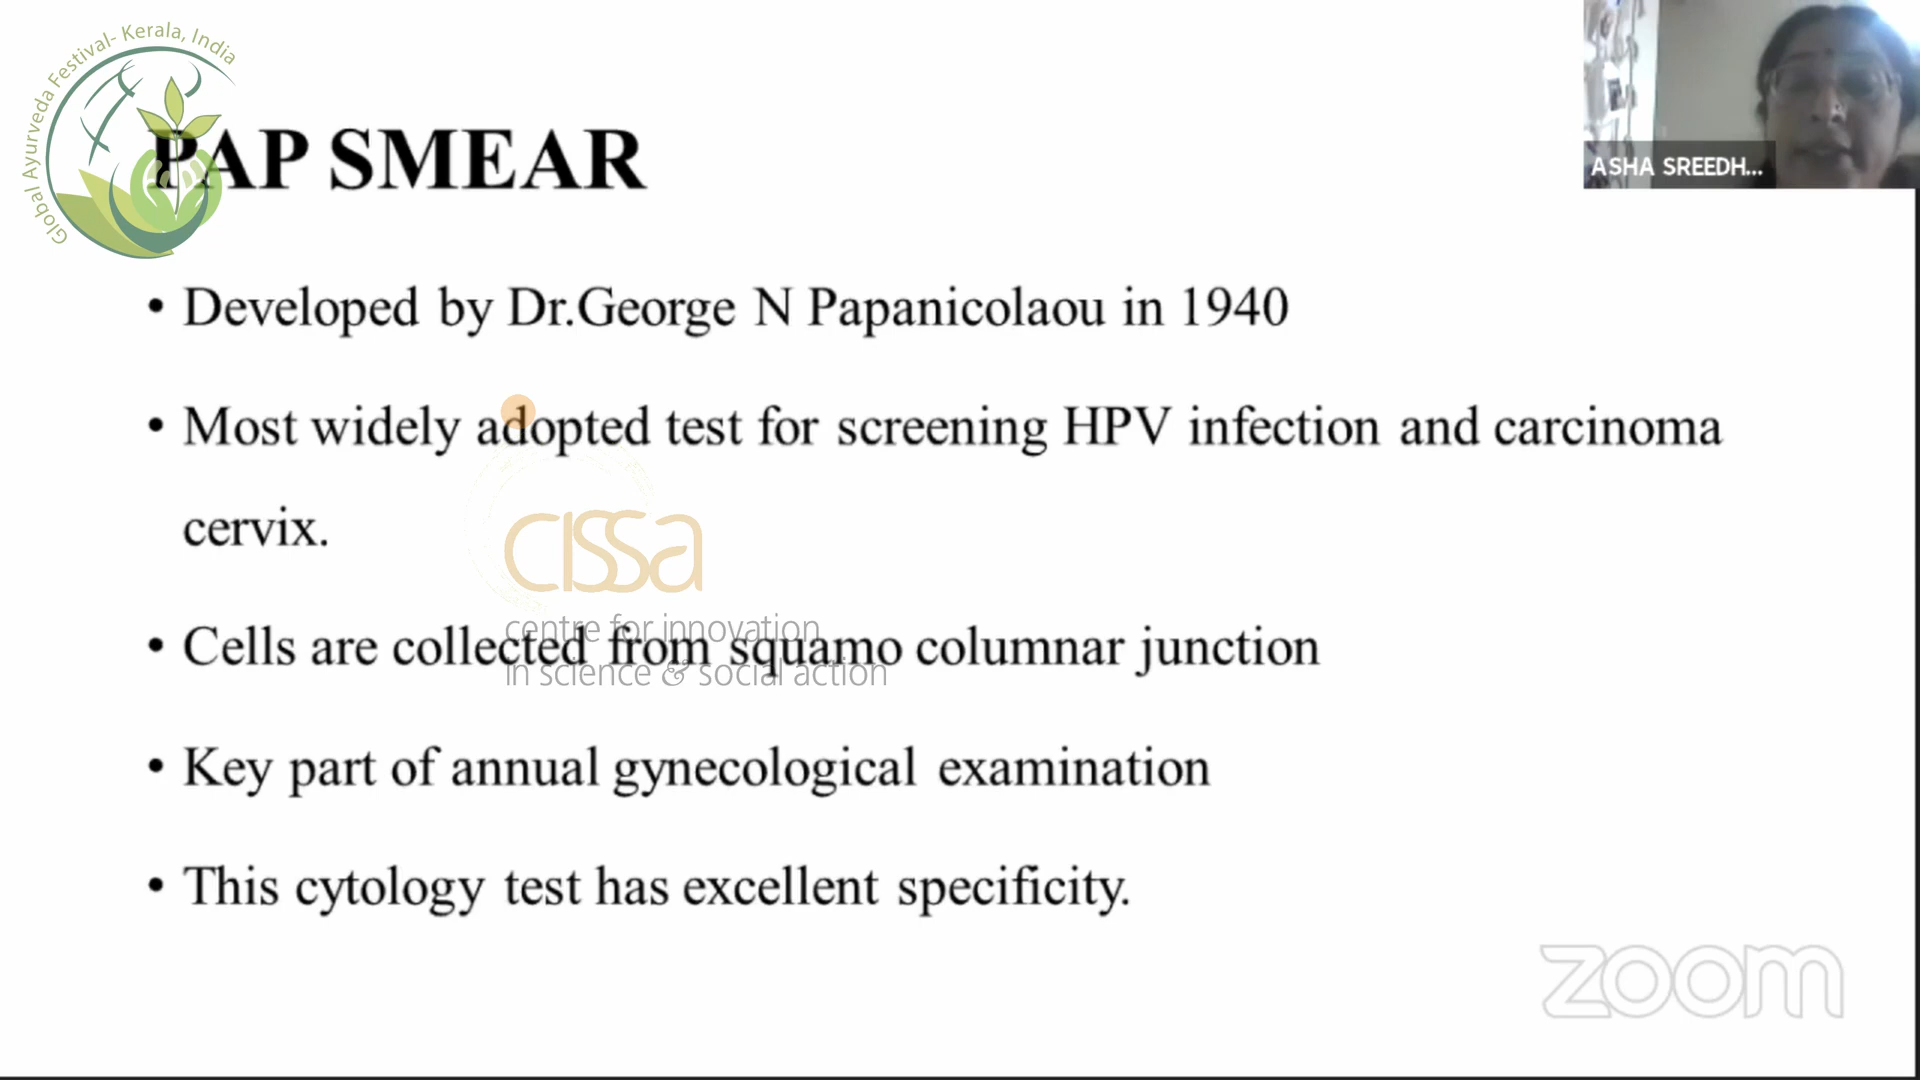 Global Ayurveda Festival- Kerala, India
PAP SMEAR
ASHA SREEDH...
• Developed by Dr.George N Papanicolaou in 1940
• Most widely adopted test for screening HPV infection and carcinoma
cervix.
cissa
centre for innovation
in science & social action
• Cells are collected from squamo columnar junction
• Key part of annual gynecological examination
• This cytology test has excellent specificity.
zoom